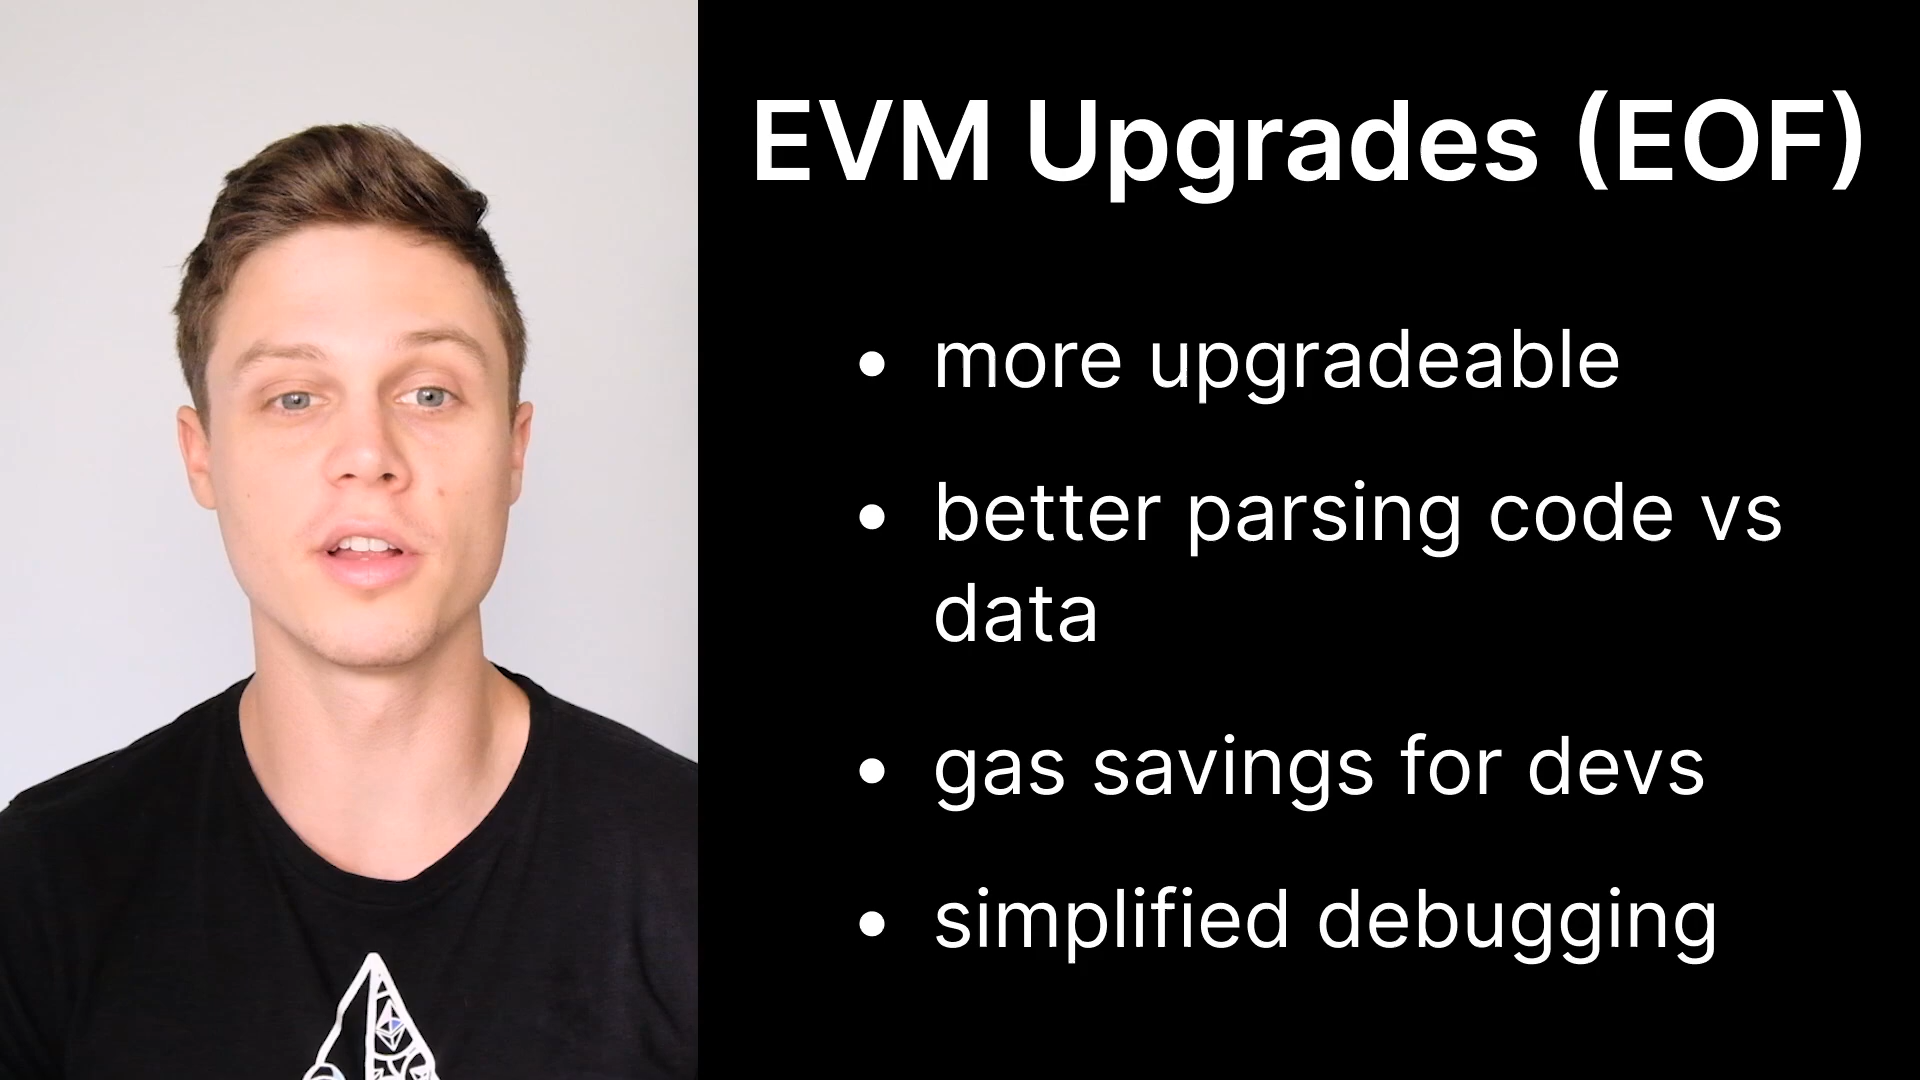 EVM Upgrades (EOF)
• more upgradeable
• better parsing code vs
data
• gas savings for devs
• simplified debugging